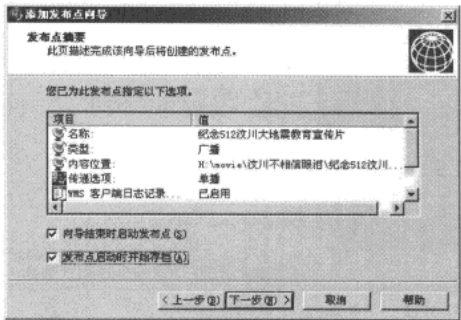 添加发布点向导
发布点摘要
此页描述完成该向导后将创建的发布点。
您已为此发布点指定以下选项。
项目 值
名称: 纪念512汶川大地震教育宣传片
类型: 广播
内容位置: H:\movie\汶川不相信眼泪\纪念512汶川...
传递选项: 单播
WMS 客户端日志记录... 已启用
向导结束时启动发布点(S)
发布点启动时开始存档(A)
< 上一步(B) 下一步(N) > 取消 帮助